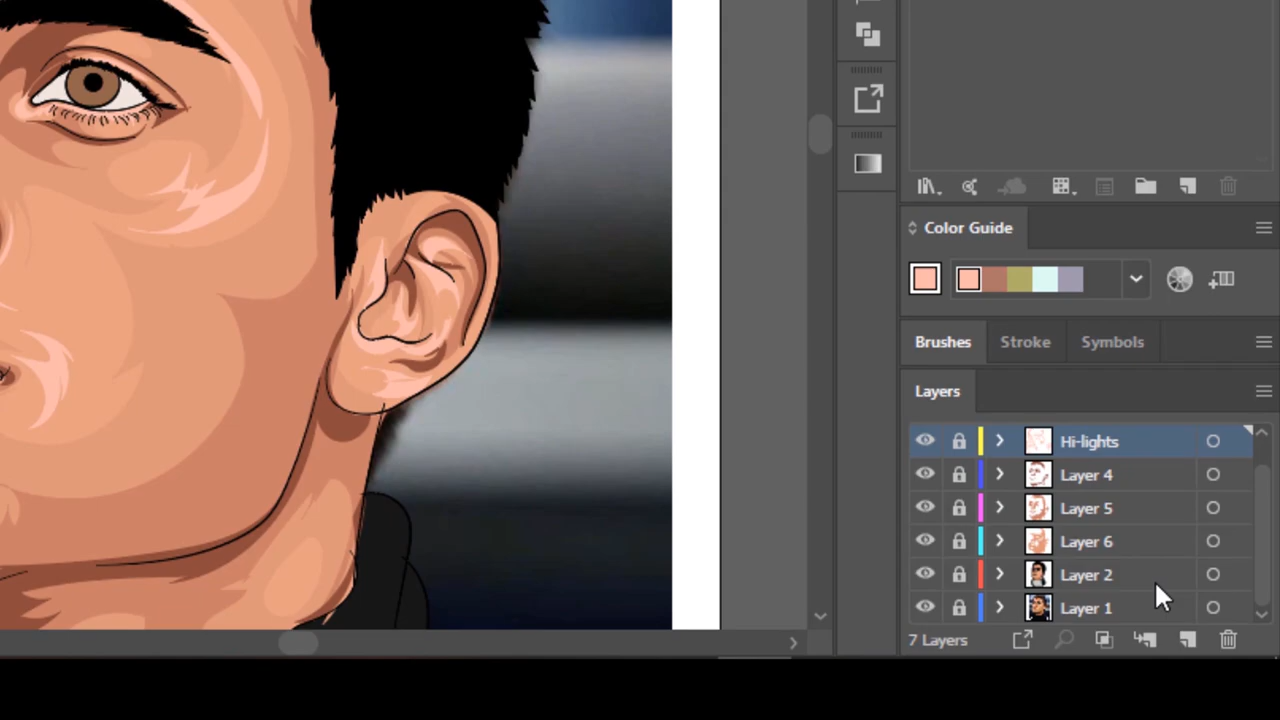 Color Guide
Brushes Stroke Symbols
Layers
Hi-lights
Layer 4
Layer 5
Layer 6
Layer 2
Layer 1
7 Layers